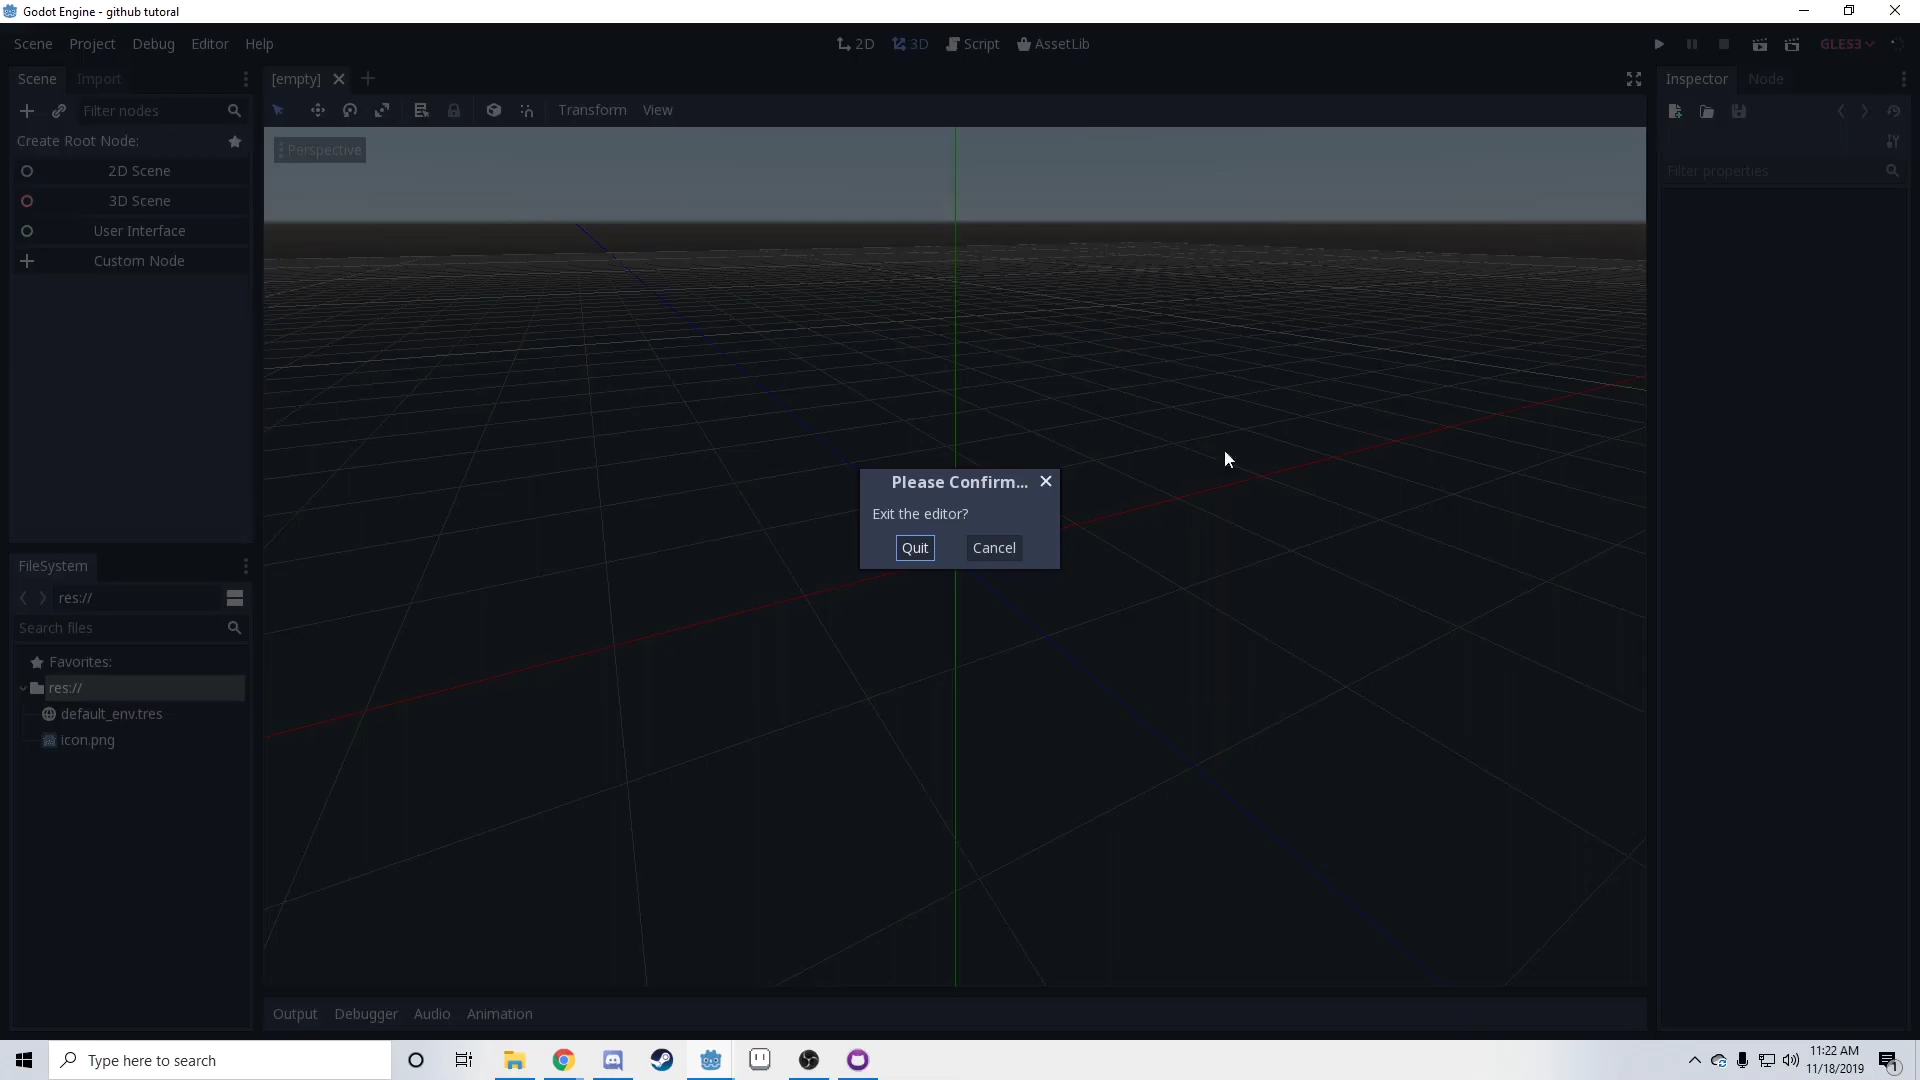 Godot Engine - github tutoral
Scene Project Debug Editor Help
2D 3D Script AssetLib
GLES3
Scene Import
[empty]
Inspector Node
Filter nodes
Transform View
Create Root Node:
Perspective
2D Scene
Filter properties
3D Scene
User Interface
Custom Node
Please Confirm...
Exit the editor?
Quit Cancel
FileSystem
res://
Search files
Favorites:
res://
default_env.tres
icon.png
Output Debugger Audio Animation
Type here to search
11:22 AM
11/18/2019
1